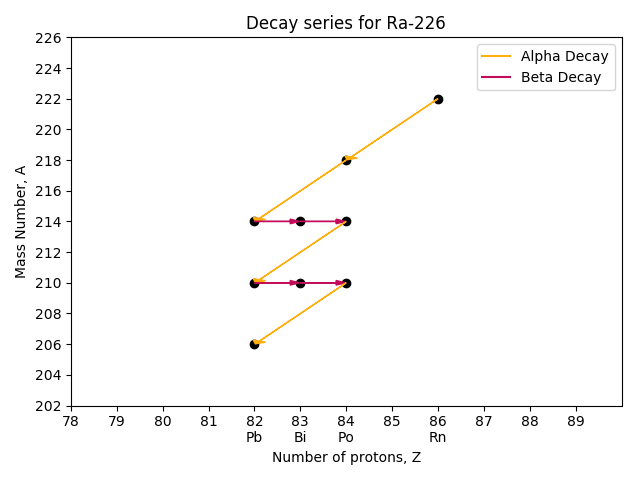 Decay series for Ra-226
Alpha Decay
Beta Decay
Mass Number, A
226
224
222
220
218
216
214
212
210
208
206
204
202
78 79 80 81 82 83 84 85 86 87 88 89
Pb Bi Po Rn
Number of protons, Z